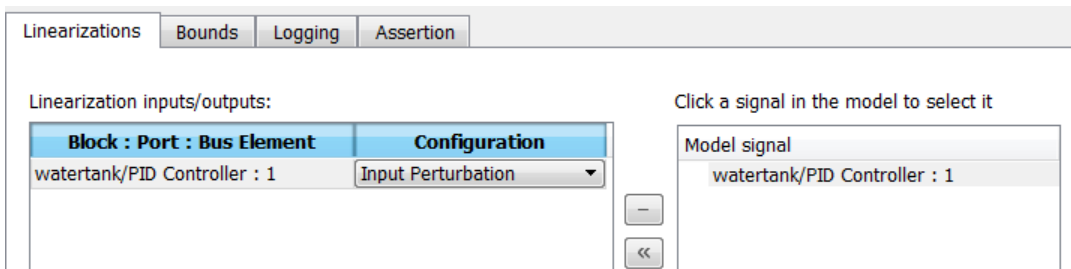 Linearizations Bounds Logging Assertion
Linearization inputs/outputs:
Click a signal in the model to select it
Block : Port : Bus Element Configuration
Model signal
watertank/PID Controller : 1 Input Perturbation
watertank/PID Controller : 1
−
«